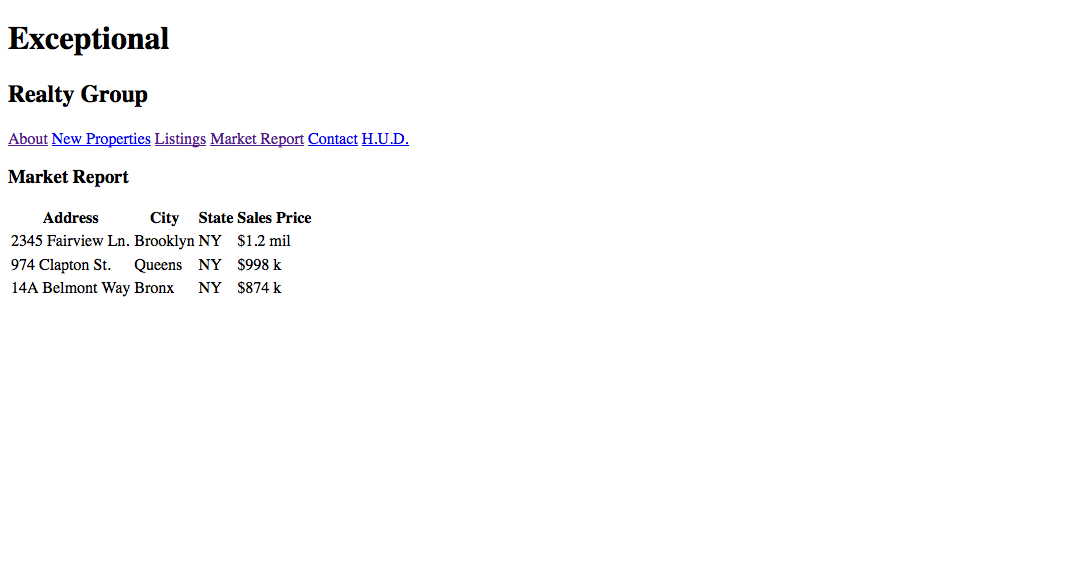 Exceptional
Realty Group
About New Properties Listings Market Report Contact H.U.D.
Market Report
Address City State Sales Price
2345 Fairview Ln. Brooklyn NY $1.2 mil
974 Clapton St. Queens NY $998 k
14A Belmont Way Bronx NY $874 k